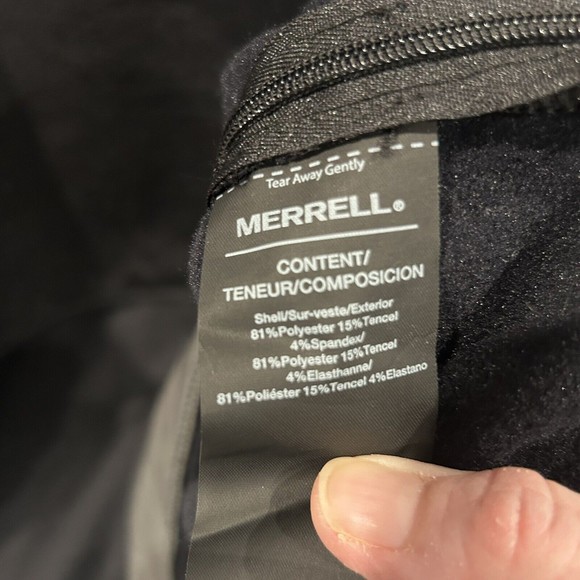 Tear Away Gently
MERRELL®
CONTENT/
TENEUR/COMPOSICION
Shell/Sur-veste/Exterior
81%Polyester 15%Tencel
4%Spandex/
81%Polyester 15%Tencel
4%Elasthanne/
81%Poliéster 15%Tencel 4%Elastano